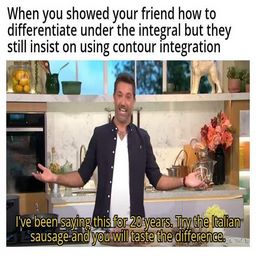 When you showed your friend how to
differentiate under the integral but they
still insist on using contour integration
I've been saying this for 20 years. Try the Italian
sausage and you will taste the difference.